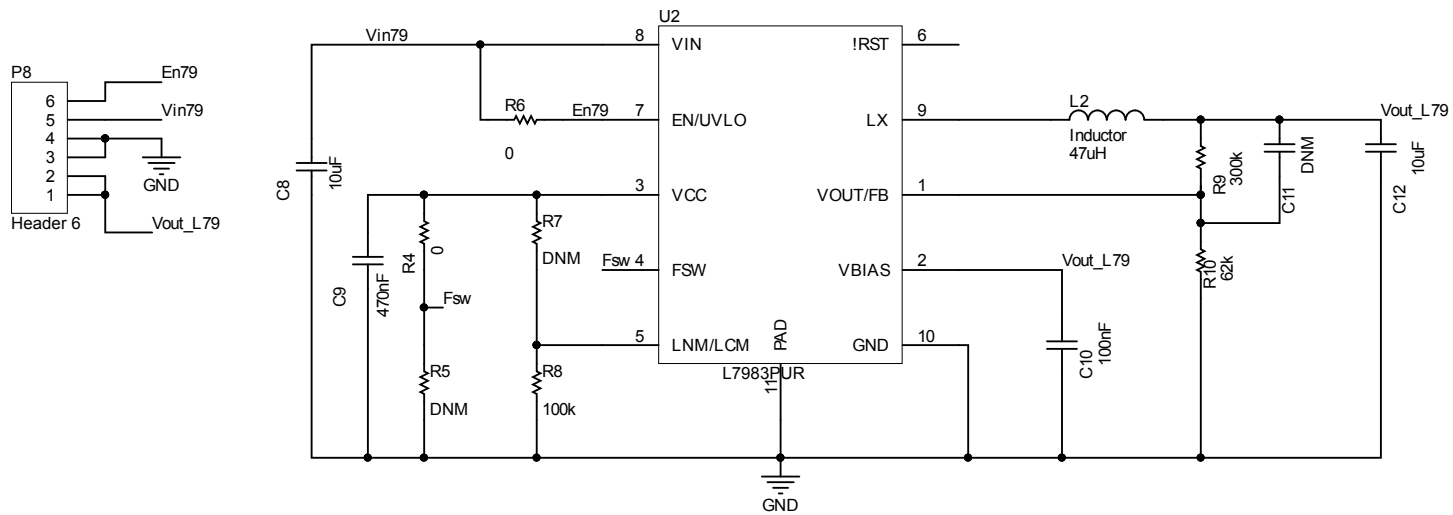 P8
6
5
4
3
2
1
Header 6
En79
Vin79
GND
Vout_L79
Vin79
C8
10uF
R6
0
En79
C9
470nF
R4
0
Fsw
R5
DNM
R7
DNM
R8
100k
Fsw
U2
8 VIN
7 EN/UVLO
3 VCC
4 FSW
5 LNM/LCM
!RST 6
LX 9
VOUT/FB 1
VBIAS 2
GND 10
PAD
11
L7983PUR
GND
L2
Inductor
47uH
Vout_L79
C10
100nF
R9
300k
R10
62k
C11
DNM
Vout_L79
C12
10uF